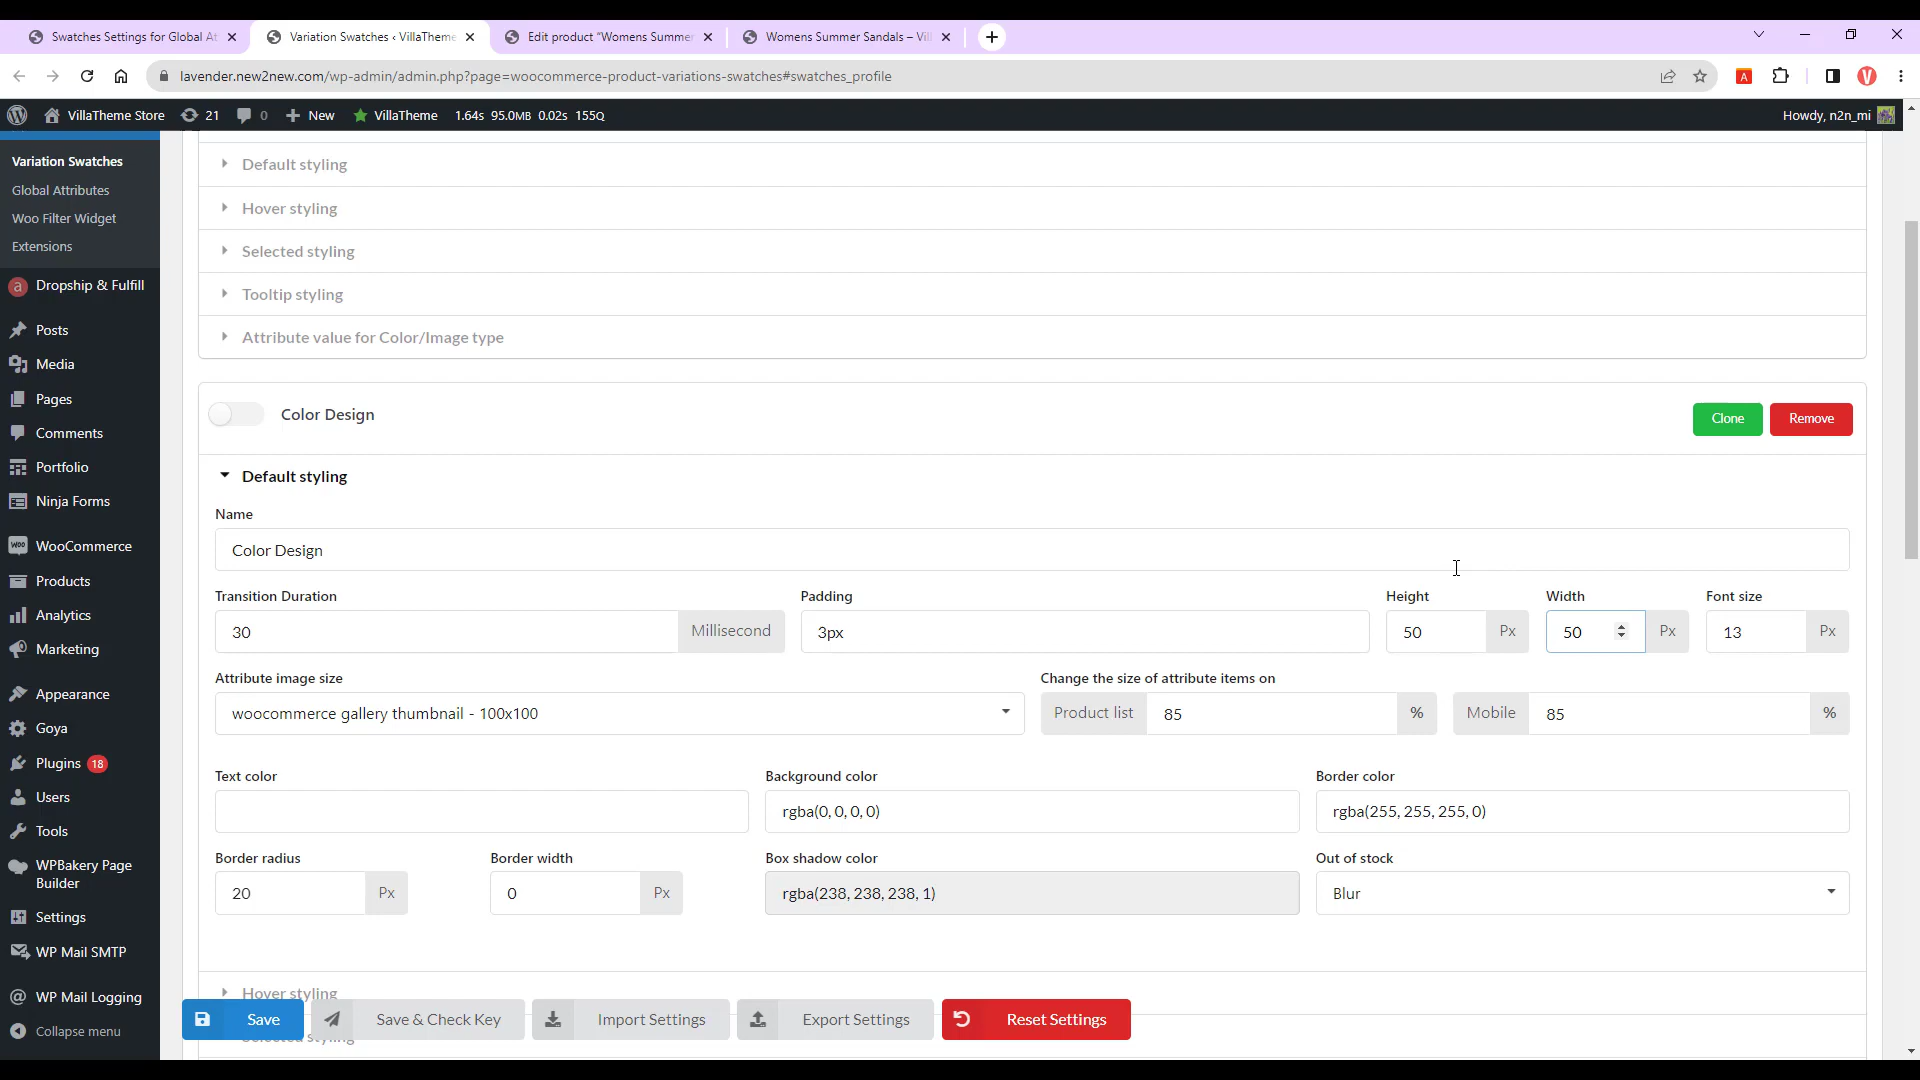 Swatches Settings for Global At
Variation Swatches ‹ VillaTheme
Edit product "Womens Summer
Womens Summer Sandals – Vil
lavender.new2new.com/wp-admin/admin.php?page=woocommerce-product-variations-swatches#swatches_profile
A
V
VillaTheme Store
21
0
New
VillaTheme
1.64s 95.0MB 0.02s 155Q
Howdy, n2n_mi
Variation Swatches
Global Attributes
Woo Filter Widget
Extensions
a Dropship & Fulfill
Posts
Media
Pages
Comments
Portfolio
Ninja Forms
WOO WooCommerce
Products
Analytics
Marketing
Appearance
Goya
Plugins 18
Users
Tools
WPBakery Page
Builder
Settings
WP Mail SMTP
@ WP Mail Logging
Collapse menu
Default styling
Hover styling
Selected styling
Tooltip styling
Attribute value for Color/Image type
Color Design
Clone
Remove
Default styling
Name
Color Design
Transition Duration
Padding
Height
Width
Font size
30 Millisecond
3px
50 Px
50 Px
13 Px
Attribute image size
Change the size of attribute items on
woocommerce gallery thumbnail - 100x100
Product list 85 %
Mobile 85 %
Text color
Background color
Border color
rgba(0, 0, 0, 0)
rgba(255, 255, 255, 0)
Border radius
Border width
Box shadow color
Out of stock
20 Px
0 Px
rgba(238, 238, 238, 1)
Blur
Hover styling
Save
Save & Check Key
Import Settings
Export Settings
Reset Settings
Selected styling